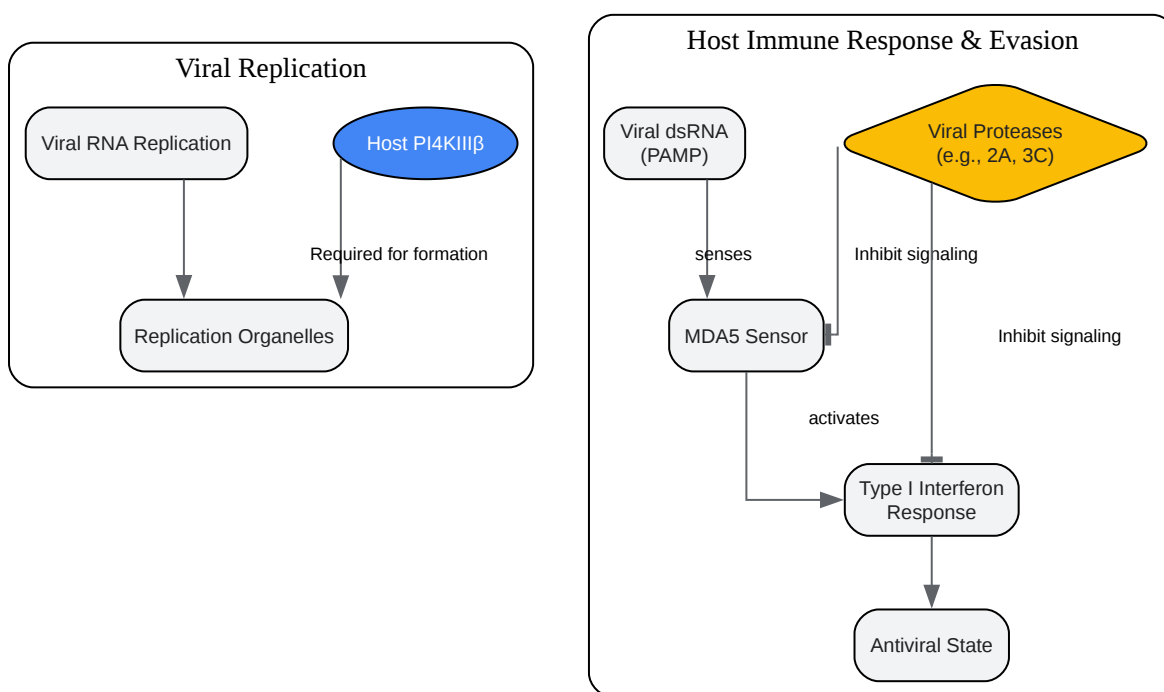 Viral Replication
Viral RNA Replication
Host PI4KIIIβ
Required for formation
Replication Organelles
Host Immune Response & Evasion
Viral dsRNA
(PAMP)
Viral Proteases
(e.g., 2A, 3C)
senses
Inhibit signaling
MDA5 Sensor
Inhibit signaling
activates
Type I Interferon
Response
Antiviral State